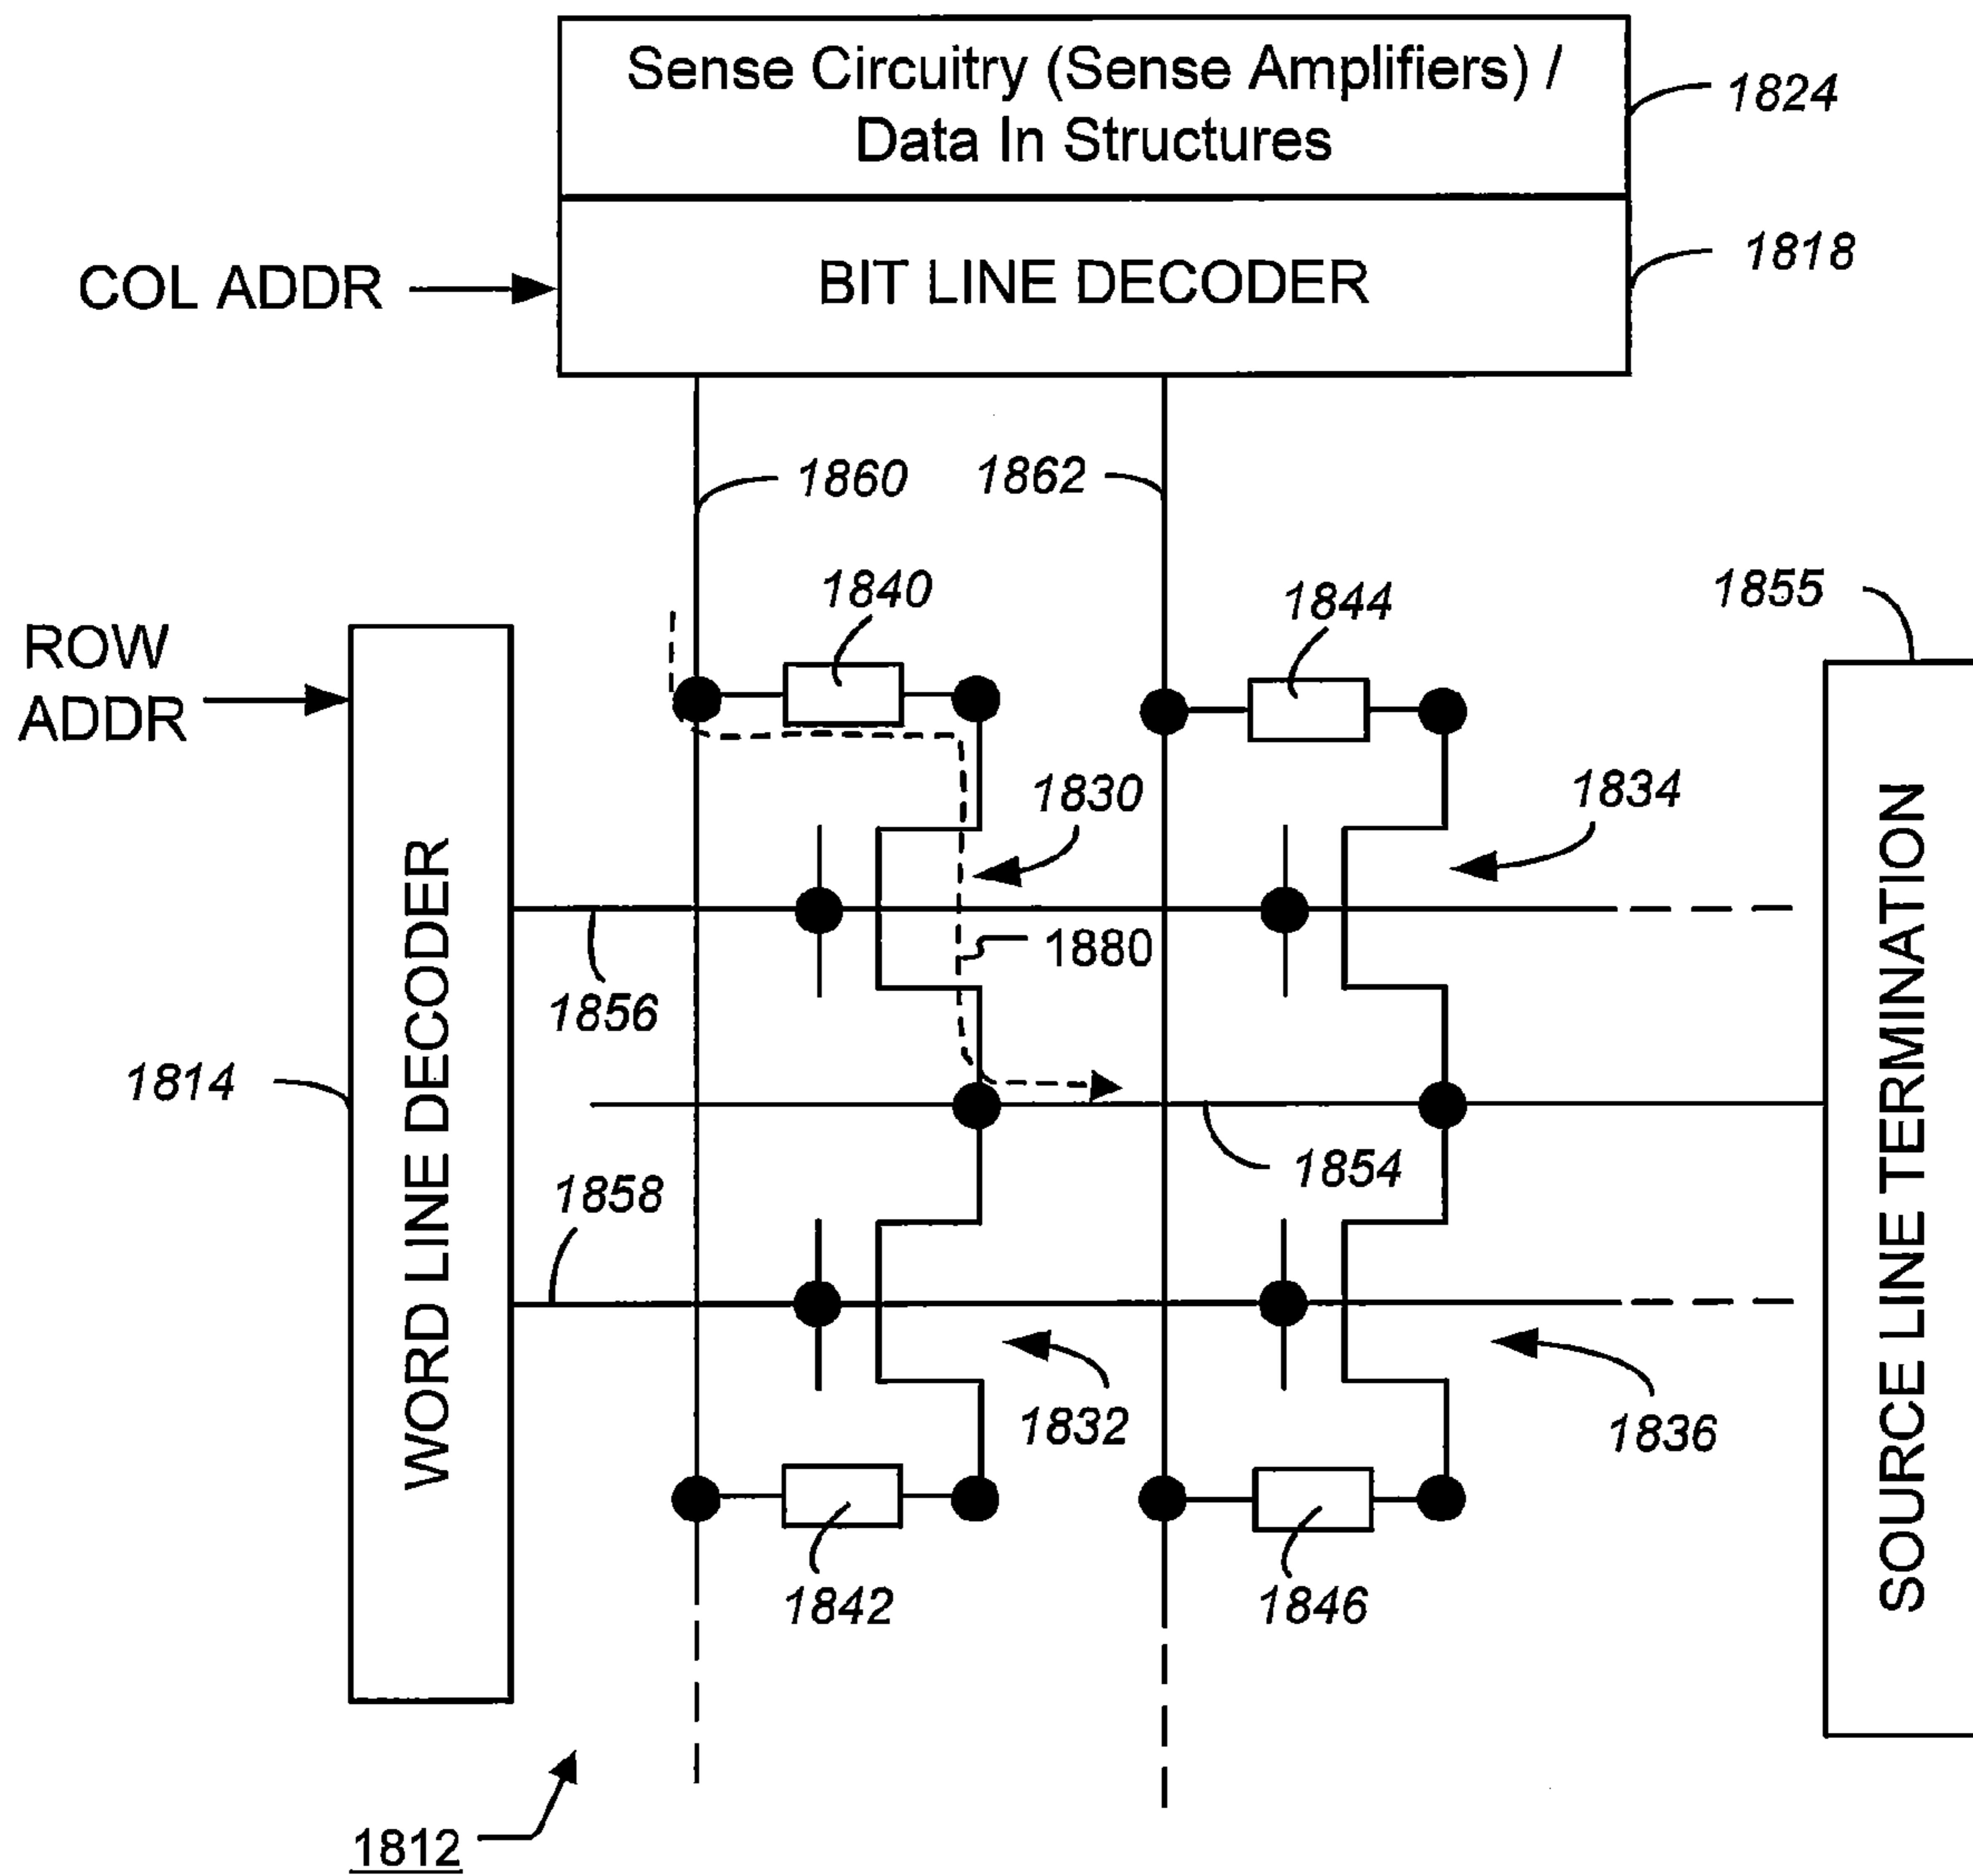 Sense Circuitry (Sense Amplifiers) /
Data In Structures
1824
BIT LINE DECODER
1818
COL ADDR
1860
1862
1840
1844
1855
ROW
ADDR
1830
1834
WORD LINE DECODER
SOURCE LINE TERMINATION
1880
1856
1814
1854
1858
1832
1836
1842
1846
1812